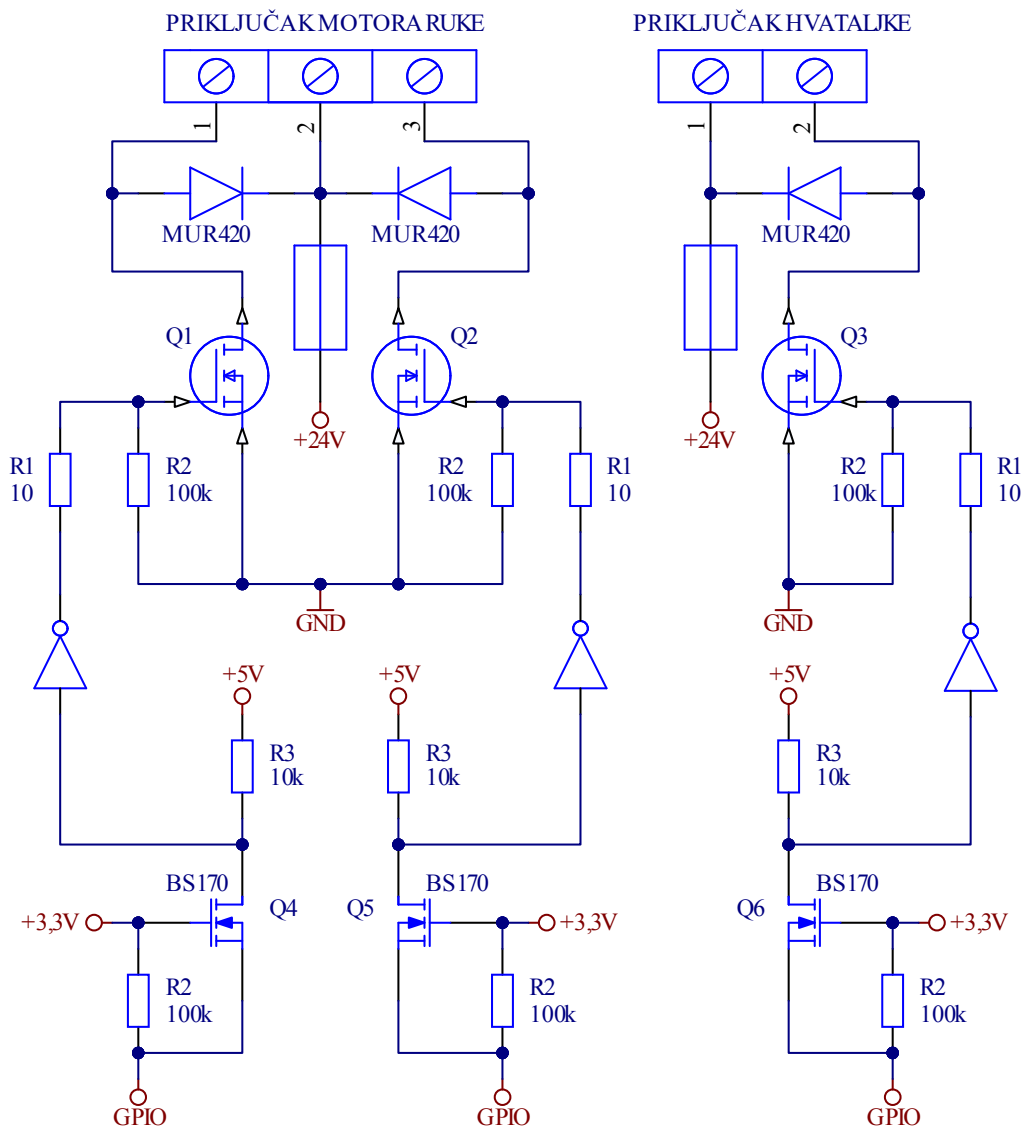 PRIKLJUČAK MOTORA RUKE
PRIKLJUČAK HVATALJKE
1
2
3
1
2
MUR420
MUR420
MUR420
Q1
Q2
Q3
+24V
+24V
R1
10
R2
100k
R2
100k
R1
10
R2
100k
R1
10
GND
GND
+5V
+5V
+5V
R3
10k
R3
10k
R3
10k
BS170
BS170
BS170
Q4
Q5
Q6
+3,3V
+3,3V
+3,3V
R2
100k
R2
100k
R2
100k
GPIO
GPIO
GPIO